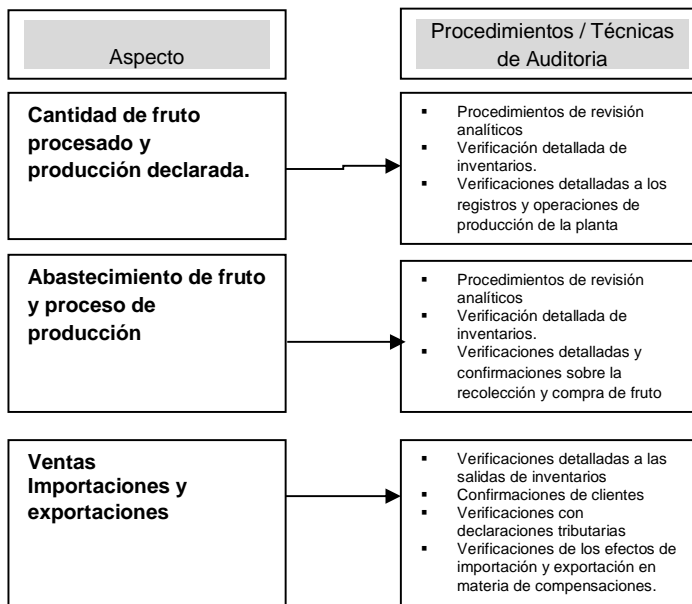 Aspecto
Procedimientos / Técnicas
de Auditoria
Cantidad de fruto
procesado y
producción declarada.
▪ Procedimientos de revisión
analíticos
▪ Verificación detallada de
inventarios.
▪ Verificaciones detalladas a los
registros y operaciones de
producción de la planta
Abastecimiento de fruto
y proceso de
producción
▪ Procedimientos de revisión
analíticos
▪ Verificación detallada de
inventarios.
▪ Verificaciones detalladas y
confirmaciones sobre la
recolección y compra de fruto
Ventas
Importaciones y
exportaciones
▪ Verificaciones detalladas a las
salidas de inventarios
▪ Confirmaciones de clientes
▪ Verificaciones con
declaraciones tributarias
▪ Verificaciones de los efectos de
importación y exportación en
materia de compensaciones.